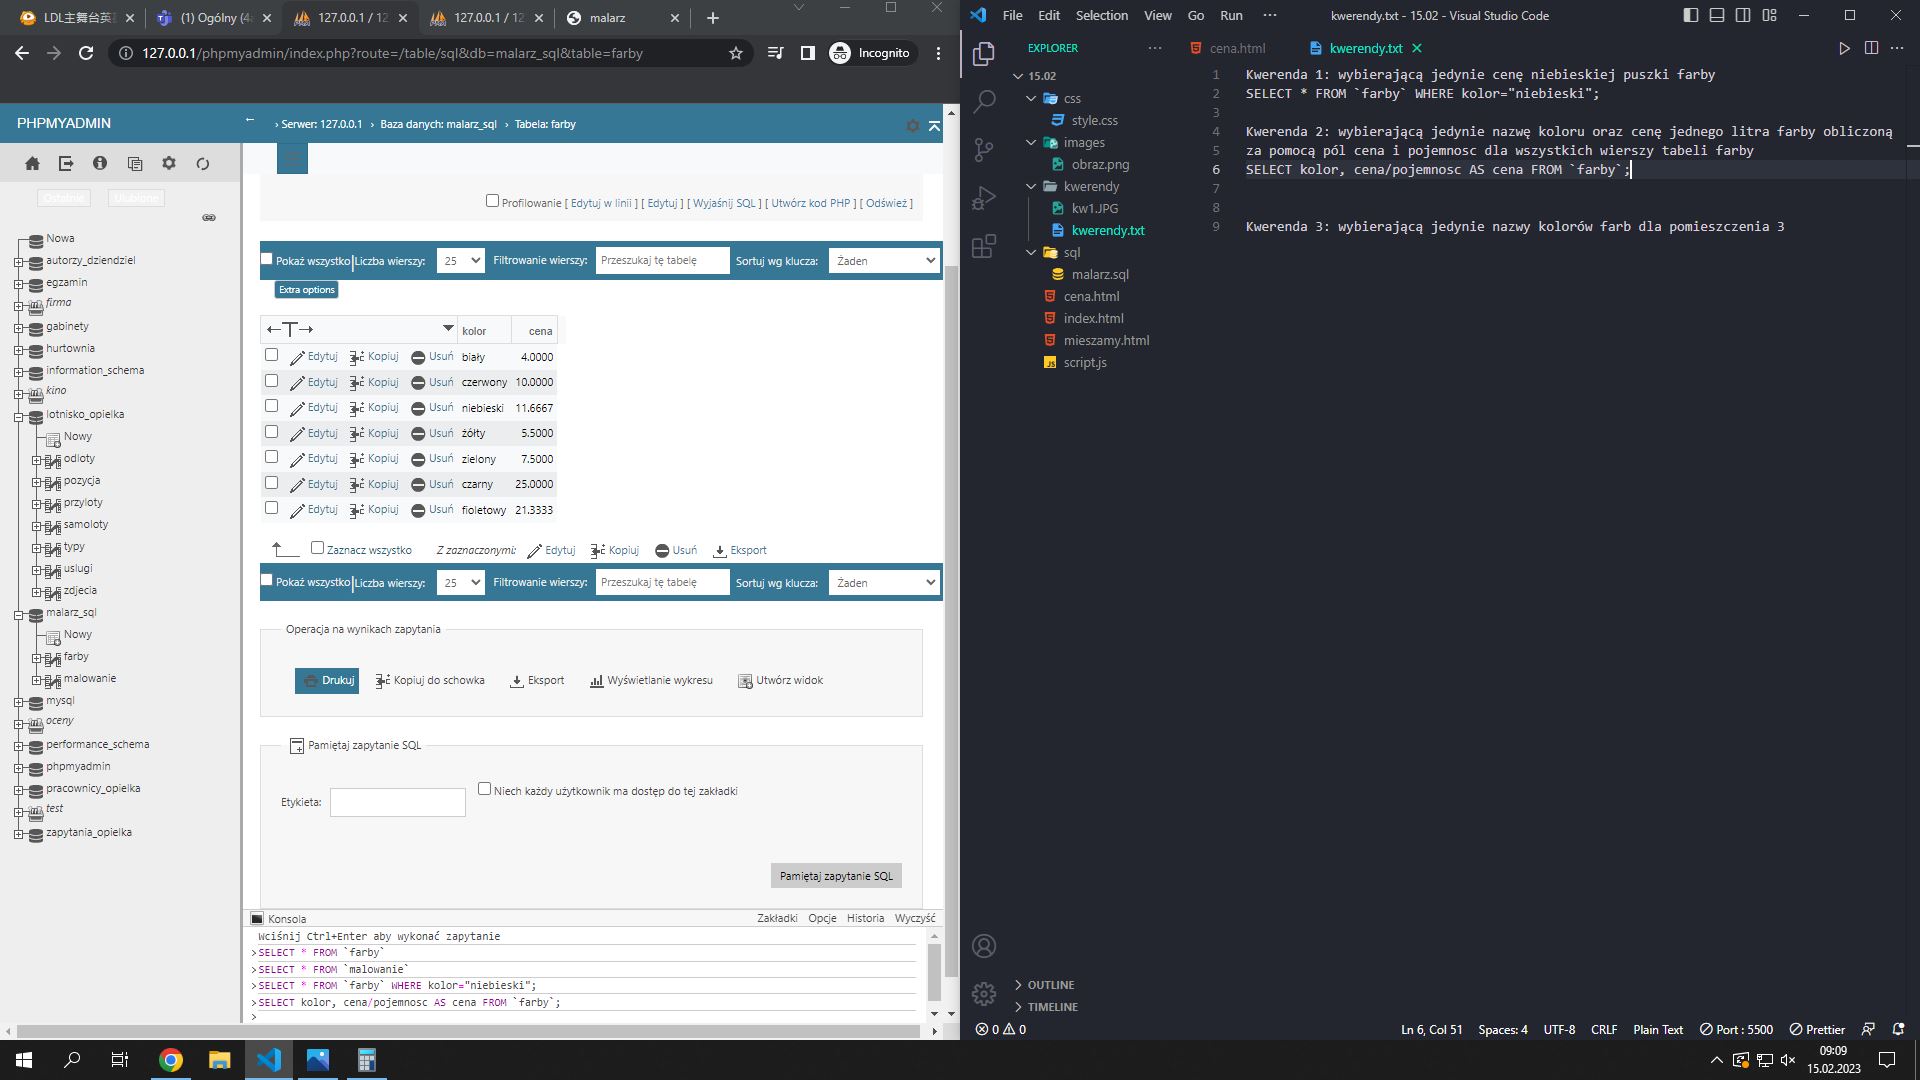 LDL主舞台英
(1) Ogólny (4
127.0.0.1 / 12
127.0.0.1 / 12
malarz
127.0.0.1/phpmyadmin/index.php?route=/table/sql&db=malarz_sql&table=farby
Incognito
PHPMYADMIN
Ostatnie
Ulubione
Nowa
autorzy_dziendziel
egzamin
firma
gabinety
hurtownia
information_schema
kino
lotnisko_opielka
Nowy
odloty
pozycja
przyloty
samoloty
typy
uslugi
zdjecia
malarz_sql
Nowy
farby
malowanie
mysql
oceny
performance_schema
phpmyadmin
pracownicy_opielka
test
zapytania_opielka
› Serwer: 127.0.0.1 › Baza danych: malarz_sql › Tabela: farby
Profilowanie [ Edytuj w linii ] [ Edytuj ] [ Wyjaśnij SQL ] [ Utwórz kod PHP ] [ Odśwież ]
Pokaż wszystko Liczba wierszy: 25 Filtrowanie wierszy: Przeszukaj tę tabelę Sortuj wg klucza: Żaden
Extra options
←T→ kolor cena
Edytuj Kopiuj Usuń biały 4.0000
Edytuj Kopiuj Usuń czerwony 10.0000
Edytuj Kopiuj Usuń niebieski 11.6667
Edytuj Kopiuj Usuń żółty 5.5000
Edytuj Kopiuj Usuń zielony 7.5000
Edytuj Kopiuj Usuń czarny 25.0000
Edytuj Kopiuj Usuń fioletowy 21.3333
Zaznacz wszystko Z zaznaczonymi: Edytuj Kopiuj Usuń Eksport
Pokaż wszystko Liczba wierszy: 25 Filtrowanie wierszy: Przeszukaj tę tabelę Sortuj wg klucza: Żaden
Operacja na wynikach zapytania
Drukuj Kopiuj do schowka Eksport Wyświetlanie wykresu Utwórz widok
Pamiętaj zapytanie SQL
Etykieta: Niech każdy użytkownik ma dostęp do tej zakładki
Pamiętaj zapytanie SQL
Konsola Zakładki Opcje Historia Wyczyść
Wciśnij Ctrl+Enter aby wykonać zapytanie
>SELECT * FROM `farby`
>SELECT * FROM `malowanie`
>SELECT * FROM `farby` WHERE kolor="niebieski";
>SELECT kolor, cena/pojemnosc AS cena FROM `farby`;
>
File Edit Selection View Go Run ··· kwerendy.txt - 15.02 - Visual Studio Code
EXPLORER
15.02
css
style.css
images
obraz.png
kwerendy
kw1.JPG
kwerendy.txt
sql
malarz.sql
cena.html
index.html
mieszamy.html
script.js
OUTLINE
TIMELINE
cena.html kwerendy.txt
1 Kwerenda 1: wybierającą jedynie cenę niebieskiej puszki farby
2 SELECT * FROM `farby` WHERE kolor="niebieski";
3
4 Kwerenda 2: wybierającą jedynie nazwę koloru oraz cenę jednego litra farby obliczoną
5 za pomocą pól cena i pojemnosc dla wszystkich wierszy tabeli farby
6 SELECT kolor, cena/pojemnosc AS cena FROM `farby`;
7
8
9 Kwerenda 3: wybierającą jedynie nazwy kolorów farb dla pomieszczenia 3
0 0 Ln 6, Col 51 Spaces: 4 UTF-8 CRLF Plain Text Port : 5500 Prettier
09:09
15.02.2023